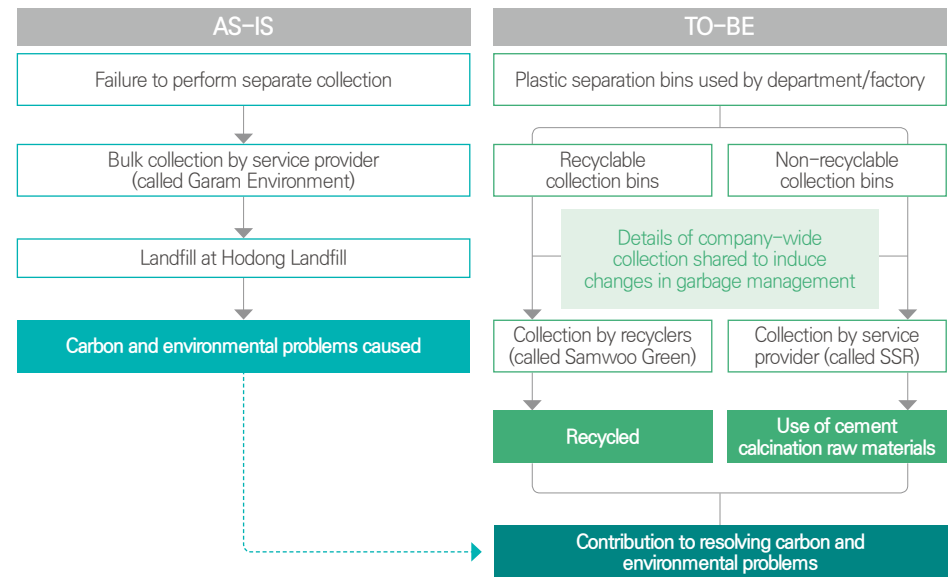 AS-IS
Failure to perform separate collection
Bulk collection by service provider
(called Garam Environment)
Landfill at Hodong Landfill
Carbon and environmental problems caused
TO-BE
Plastic separation bins used by department/factory
Recyclable
collection bins
Non-recyclable
collection bins
Details of company-wide
collection shared to induce
changes in garbage management
Collection by recyclers
(called Samwoo Green)
Collection by service
provider (called SSR)
Recycled
Use of cement
calcination raw materials
Contribution to resolving carbon and
environmental problems